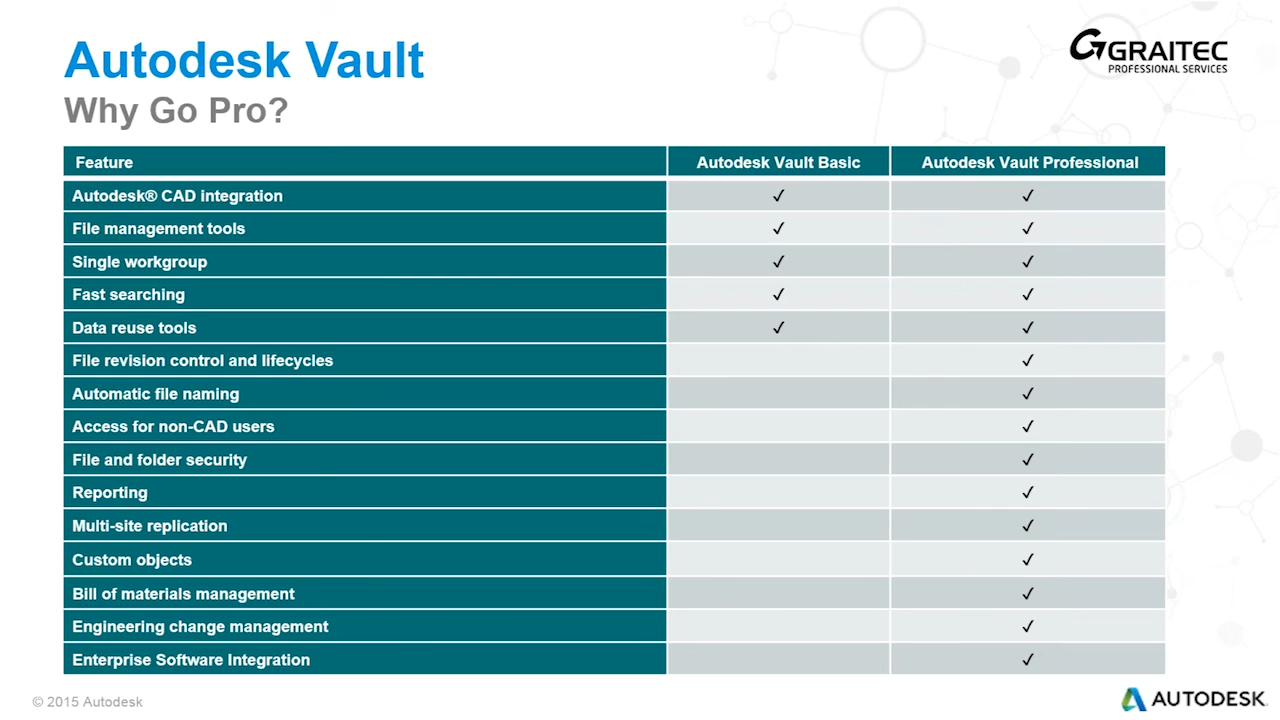 Autodesk Vault
Why Go Pro?
GRAITEC
PROFESSIONAL SERVICES
Feature Autodesk Vault Basic Autodesk Vault Professional
Autodesk® CAD integration ✓ ✓
File management tools ✓ ✓
Single workgroup ✓ ✓
Fast searching ✓ ✓
Data reuse tools ✓ ✓
File revision control and lifecycles ✓
Automatic file naming ✓
Access for non-CAD users ✓
File and folder security ✓
Reporting ✓
Multi-site replication ✓
Custom objects ✓
Bill of materials management ✓
Engineering change management ✓
Enterprise Software Integration ✓
© 2015 Autodesk
AUTODESK.